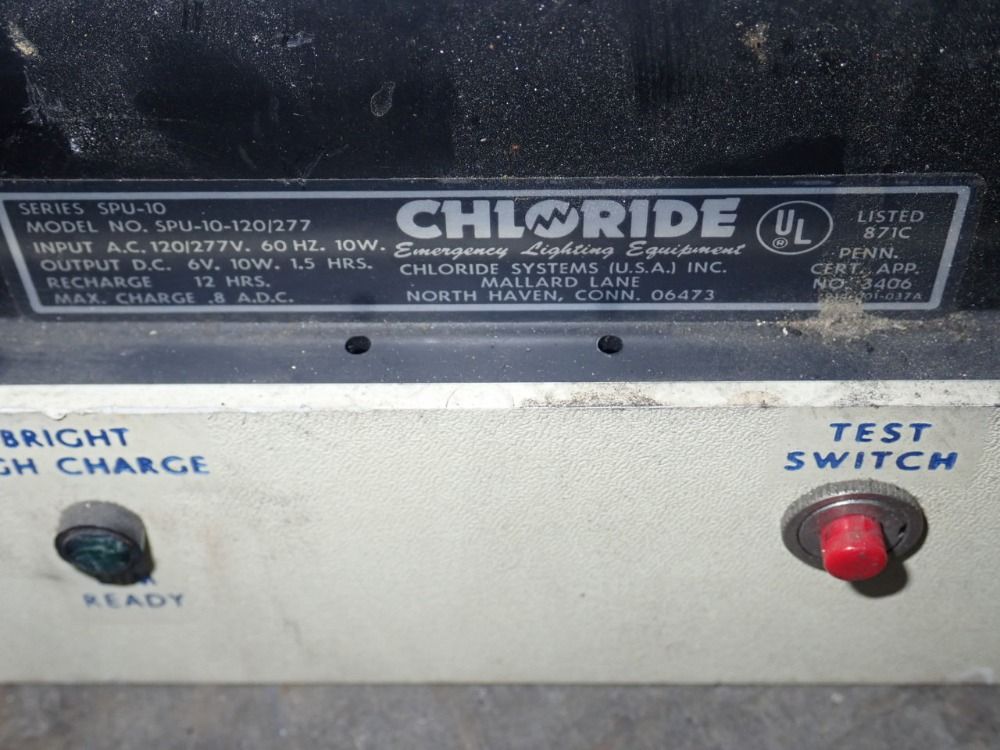 SERIES SPU-10
MODEL NO. SPU-10-120/277
INPUT A.C. 120/277V. 60 HZ. 10W.
OUTPUT D.C. 6V. 10W. 1.5 HRS.
RECHARGE 12 HRS.
MAX. CHARGE .8 A.D.C.
CHLORIDE
Emergency Lighting Equipment
CHLORIDE SYSTEMS (U.S.A.) INC.
MALLARD LANE
NORTH HAVEN, CONN. 06473
UL
®
LISTED
871C
PENN.
CERT. APP.
NO. 3406
BRIGHT
GH CHARGE
READY
TEST
SWITCH